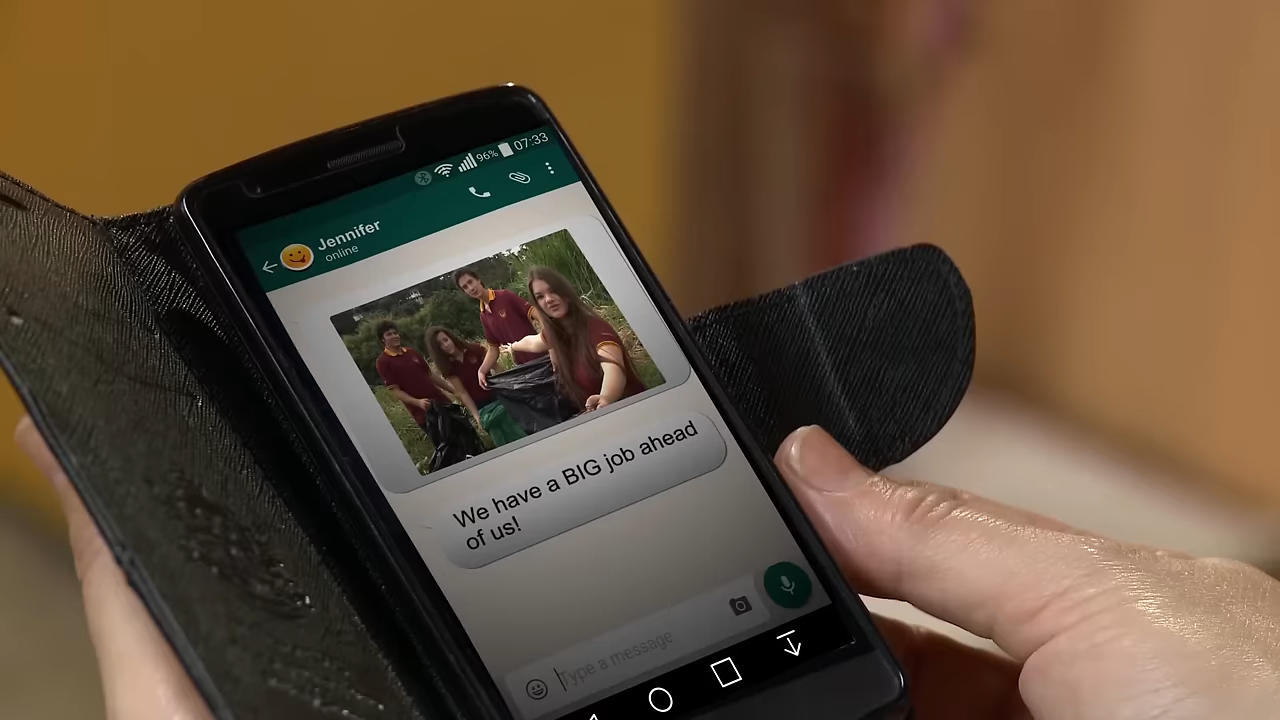 96% 07:33
Jennifer
online
We have a BIG job ahead
of us!
Type a message